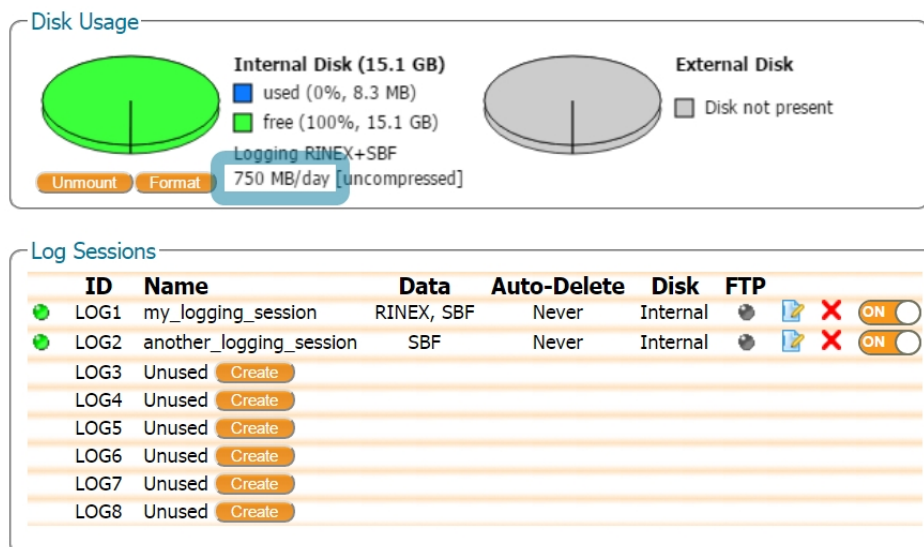 Disk Usage
Internal Disk (15.1 GB)
used (0%, 8.3 MB)
free (100%, 15.1 GB)
Logging RINEX+SBF
750 MB/day [uncompressed]
Unmount Format
External Disk
Disk not present
Log Sessions
ID Name Data Auto-Delete Disk FTP
LOG1 my_logging_session RINEX, SBF Never Internal ON
LOG2 another_logging_session SBF Never Internal ON
LOG3 Unused Create
LOG4 Unused Create
LOG5 Unused Create
LOG6 Unused Create
LOG7 Unused Create
LOG8 Unused Create